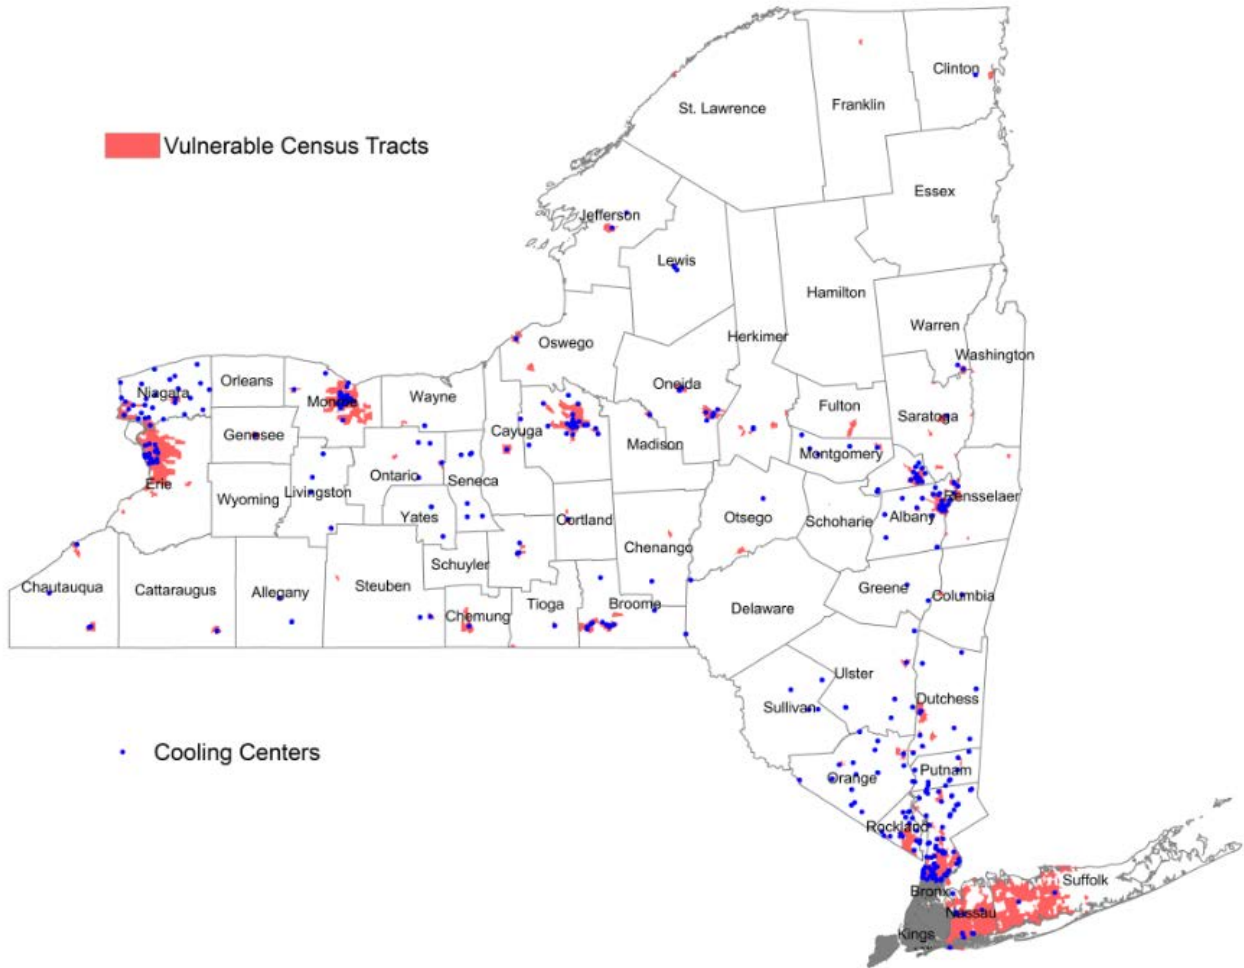 Clinton
St. Lawrence
Franklin
Vulnerable Census Tracts
Essex
Jefferson
Lewis
Hamilton
Warren
Herkimer
Oswego
Washington
Orleans
Niagara
Oneida
Wayne
Monroe
Fulton
Saratoga
Genesee
Cayuga
Madison
Montgomery
Ontario
Seneca
Erie
Livingston
Wyoming
Rensselaer
Yates
Cortland
Otsego
Schoharie
Albany
Chenango
Schuyler
Chautauqua
Cattaraugus
Allegany
Steuben
Greene
Columbia
Tioga
Broome
Chemung
Delaware
Ulster
Dutchess
Sullivan
Cooling Centers
Putnam
Orange
Rockland
Suffolk
Bronx
Nassau
Kings